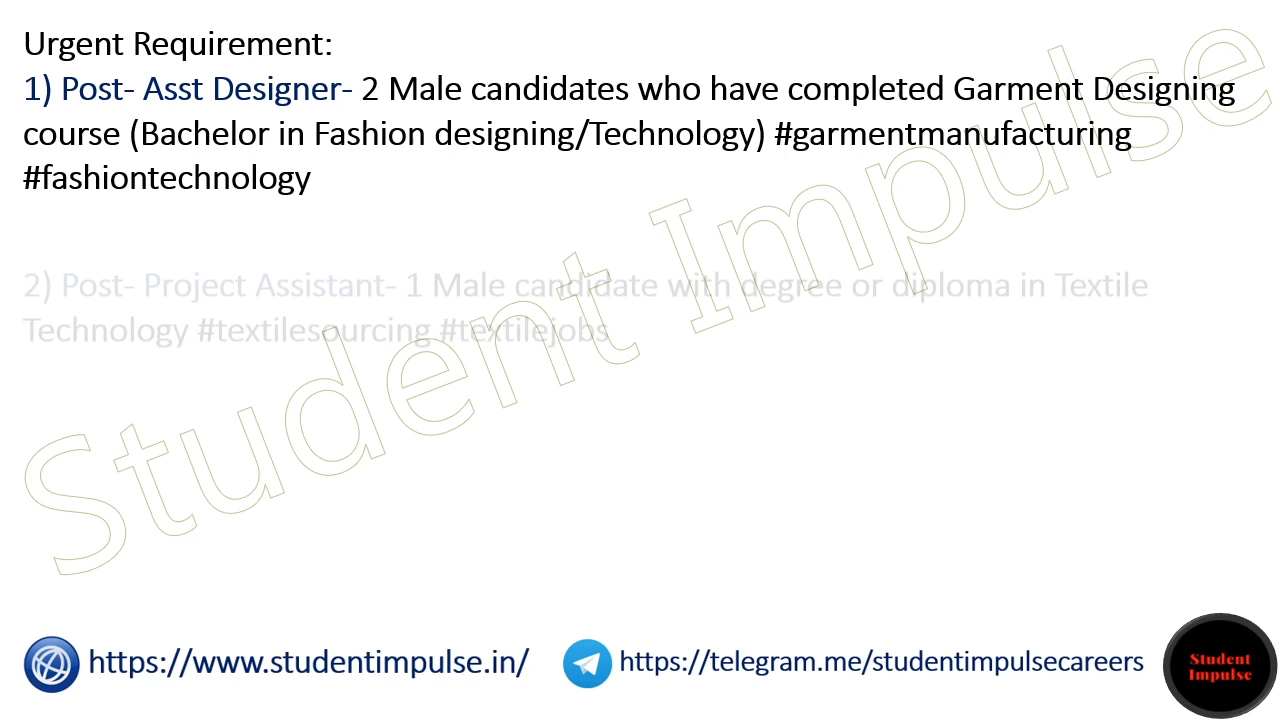 Urgent Requirement:
1) Post- Asst Designer- 2 Male candidates who have completed Garment Designing
course (Bachelor in Fashion designing/Technology) #garmentmanufacturing
#fashiontechnology
2) Post- Project Assistant- 1 Male candidate with degree or diploma in Textile
Technology #textilesourcing #textilejobs
Student Impulse
https://www.studentimpulse.in/
https://telegram.me/studentimpulsecareers
Student
Impulse